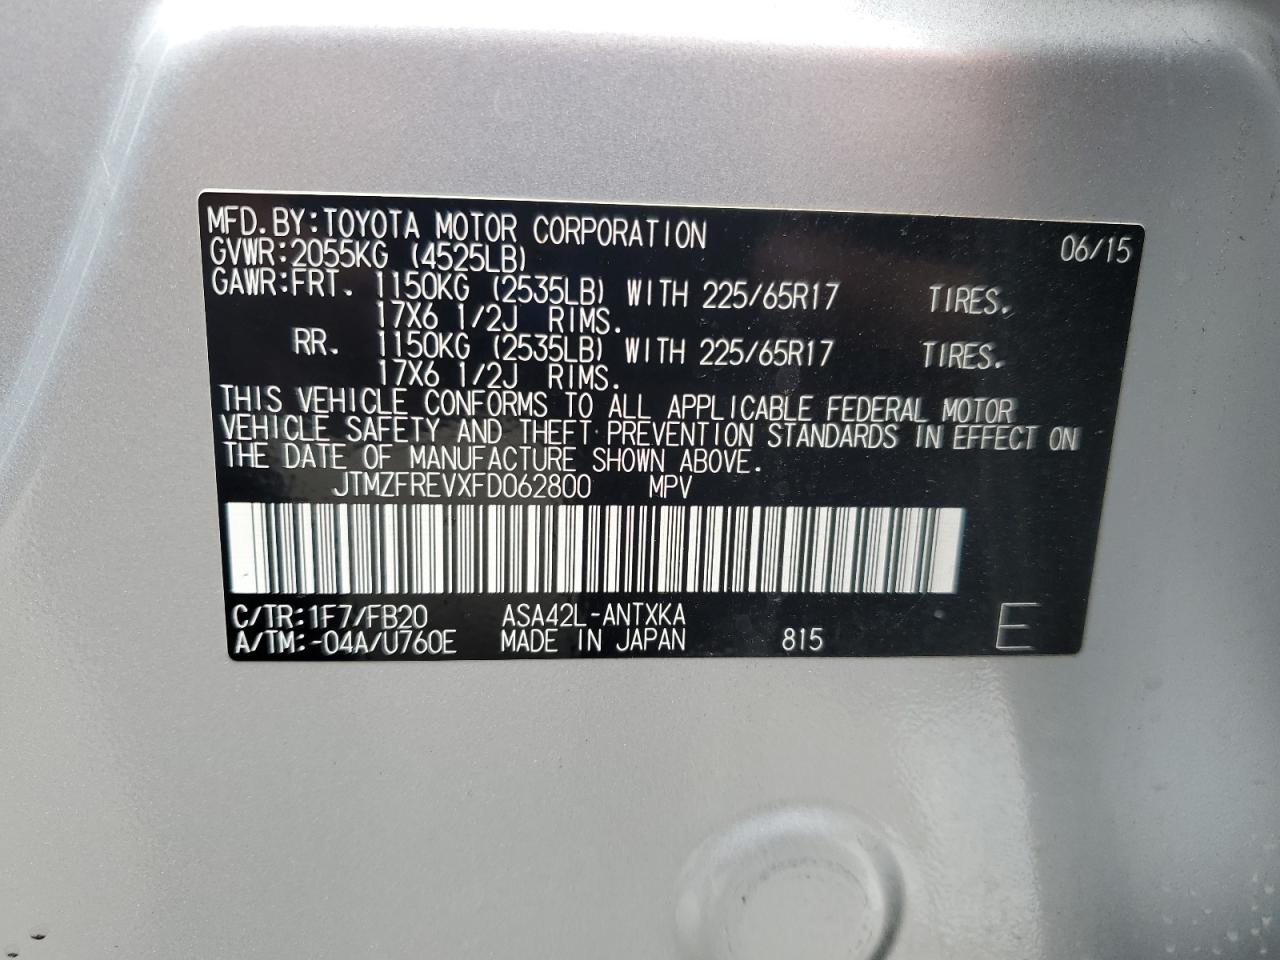 MFD.BY:TOYOTA MOTOR CORPORATION 06/15
GVWR:2055KG (4525LB)
GAWR:FRT. 1150KG (2535LB) WITH 225/65R17 TIRES.
17X6 1/2J RIMS.
RR. 1150KG (2535LB) WITH 225/65R17 TIRES.
17X6 1/2J RIMS.
THIS VEHICLE CONFORMS TO ALL APPLICABLE FEDERAL MOTOR
VEHICLE SAFETY AND THEFT PREVENTION STANDARDS IN EFFECT ON
THE DATE OF MANUFACTURE SHOWN ABOVE.
JTMZFREVXFD062800 MPV
C/TR:1F7/FB20 ASA42L-ANTXKA
A/TM:-04A/U760E MADE IN JAPAN 815 E